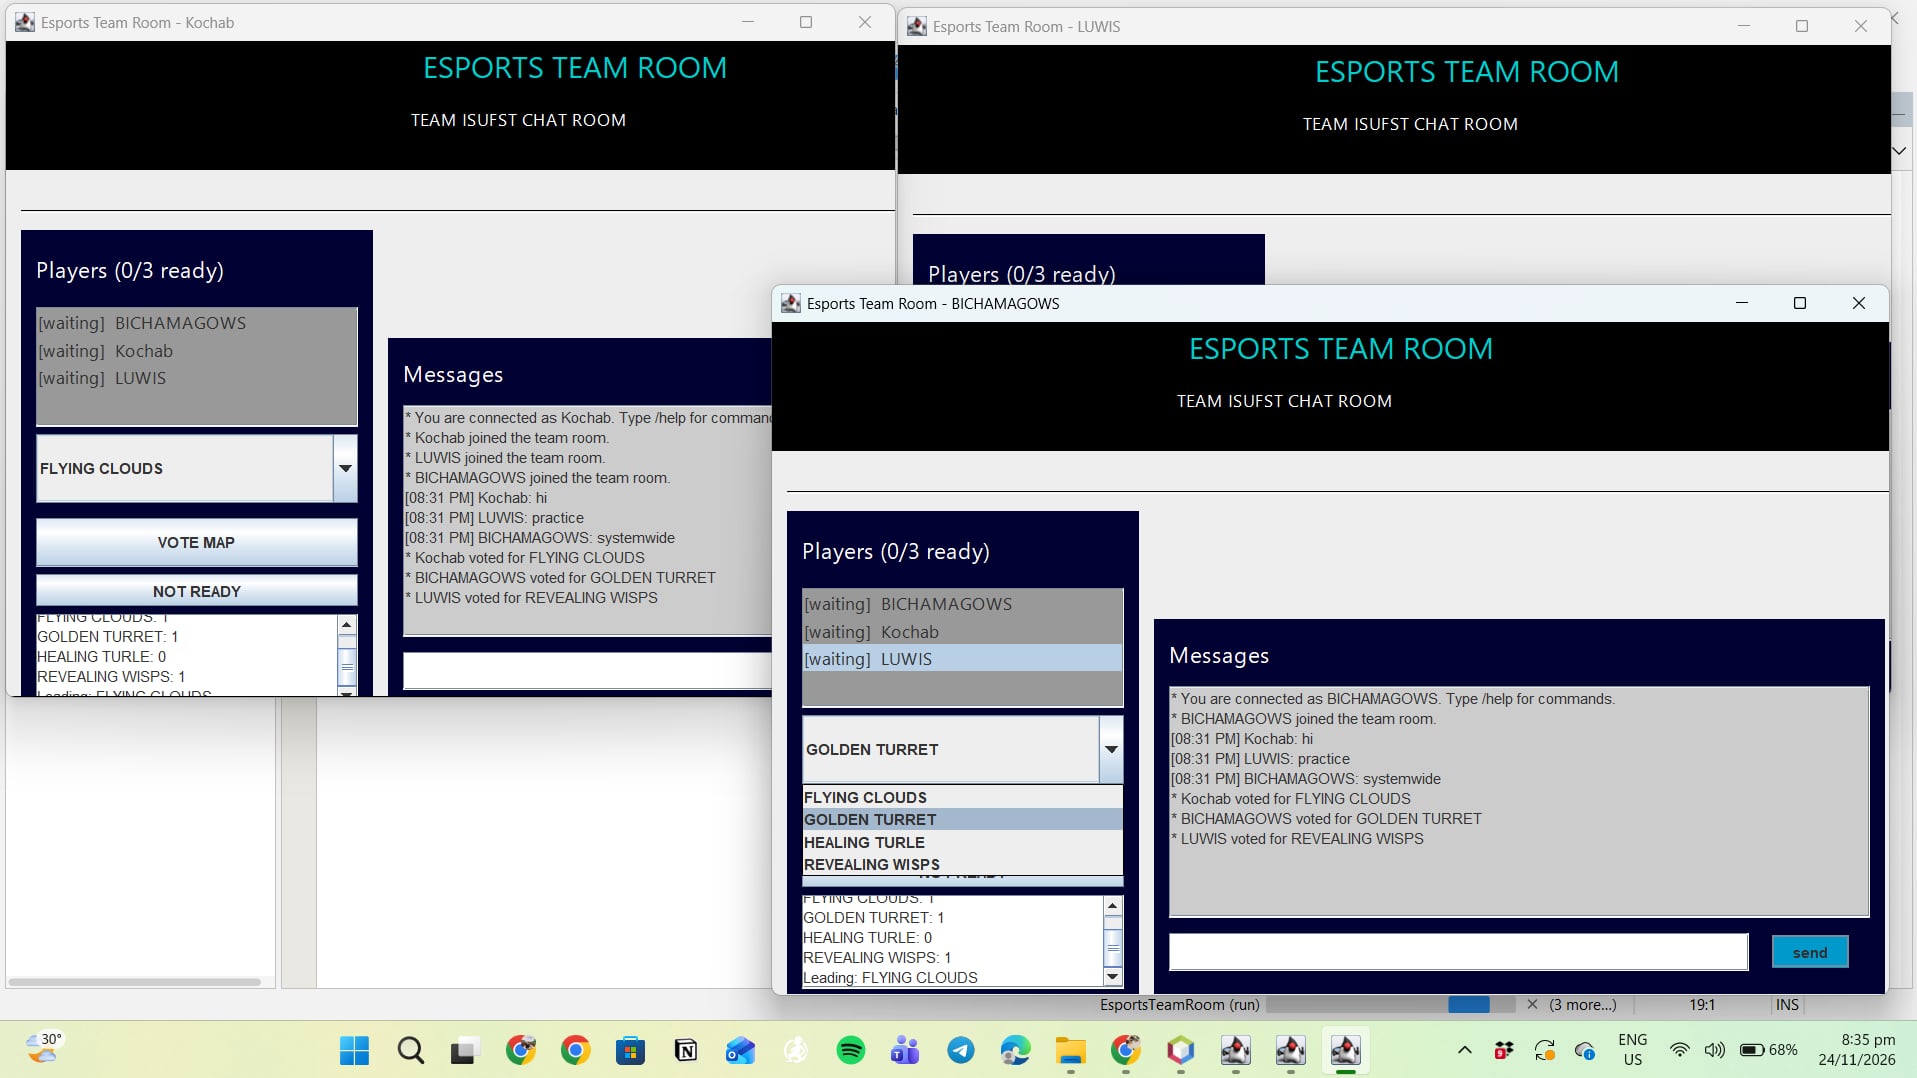 Esports Team Room - Kochab
ESPORTS TEAM ROOM
TEAM ISUFST CHAT ROOM
Players (0/3 ready)
[waiting] BICHAMAGOWS
[waiting] Kochab
[waiting] LUWIS
FLYING CLOUDS
VOTE MAP
NOT READY
FLYING CLOUDS: 1
GOLDEN TURRET: 1
HEALING TURLE: 0
REVEALING WISPS: 1
Leading: FLYING CLOUDS
Messages
* You are connected as Kochab. Type /help for
* Kochab joined the team room.
* LUWIS joined the team room.
* BICHAMAGOWS joined the team room.
[08:31 PM] Kochab: hi
[08:31 PM] LUWIS: practice
[08:31 PM] BICHAMAGOWS: systemwide
* Kochab voted for FLYING CLOUDS
* BICHAMAGOWS voted for GOLDEN TURRET
* LUWIS voted for REVEALING WISPS
Esports Team Room - LUWIS
ESPORTS TEAM ROOM
TEAM ISUFST CHAT ROOM
Players (0/3 ready)
Esports Team Room - BICHAMAGOWS
ESPORTS TEAM ROOM
TEAM ISUFST CHAT ROOM
Players (0/3 ready)
[waiting] BICHAMAGOWS
[waiting] Kochab
[waiting] LUWIS
GOLDEN TURRET
FLYING CLOUDS
GOLDEN TURRET
HEALING TURLE
REVEALING WISPS
NOT READY
FLYING CLOUDS: 1
GOLDEN TURRET: 1
HEALING TURLE: 0
REVEALING WISPS: 1
Leading: FLYING CLOUDS
Messages
* You are connected as BICHAMAGOWS. Type /help for commands.
* BICHAMAGOWS joined the team room.
[08:31 PM] Kochab: hi
[08:31 PM] LUWIS: practice
[08:31 PM] BICHAMAGOWS: systemwide
* Kochab voted for FLYING CLOUDS
* BICHAMAGOWS voted for GOLDEN TURRET
* LUWIS voted for REVEALING WISPS
send
EsportsTeamRoom (run)
(3 more...)
19:1
INS
30°
ENG
US
68%
8:35 pm
24/11/2026